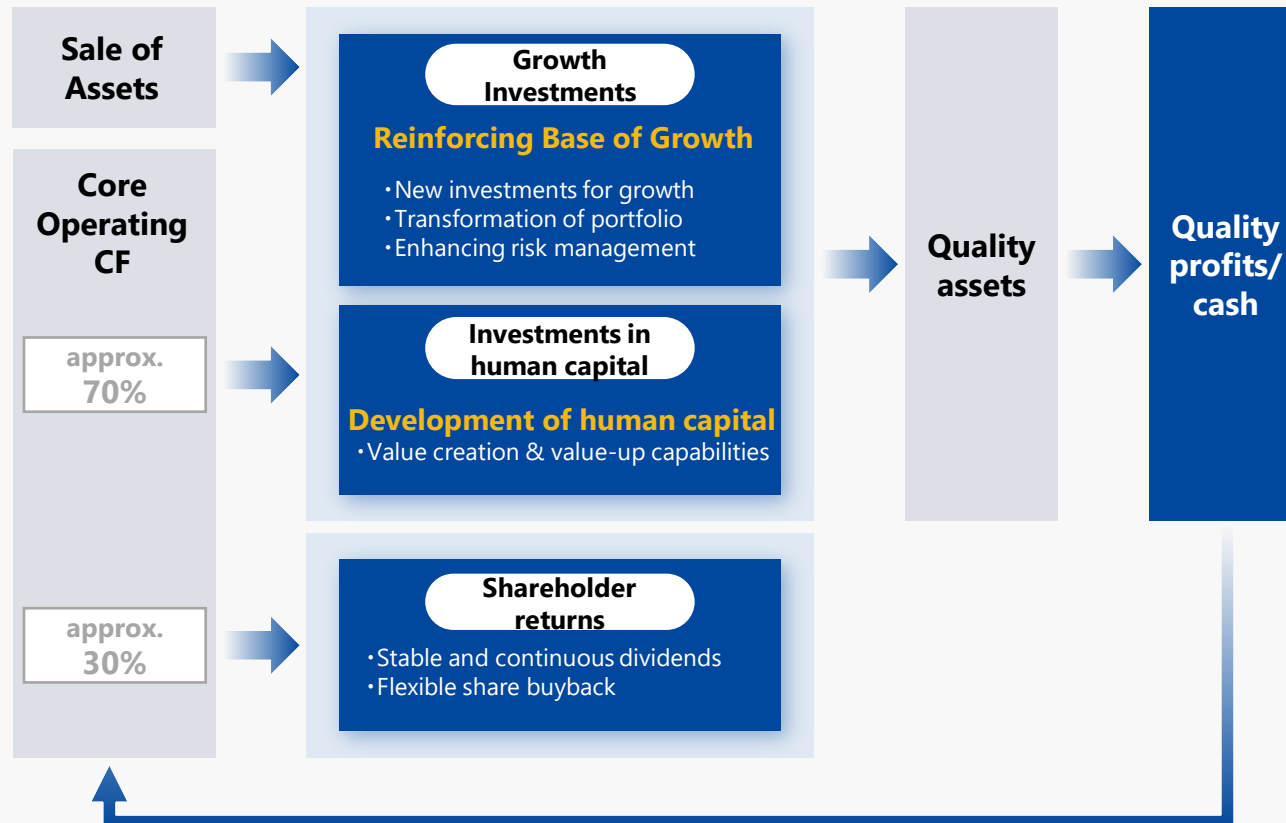 Sale of
Assets
Core
Operating
CF
approx.
70%
approx.
30%
Growth
Investments
Reinforcing Base of Growth
・New investments for growth
・Transformation of portfolio
・Enhancing risk management
Investments in
human capital
Development of human capital
・Value creation & value-up capabilities
Shareholder
returns
・Stable and continuous dividends
・Flexible share buyback
Quality
assets
Quality
profits/
cash